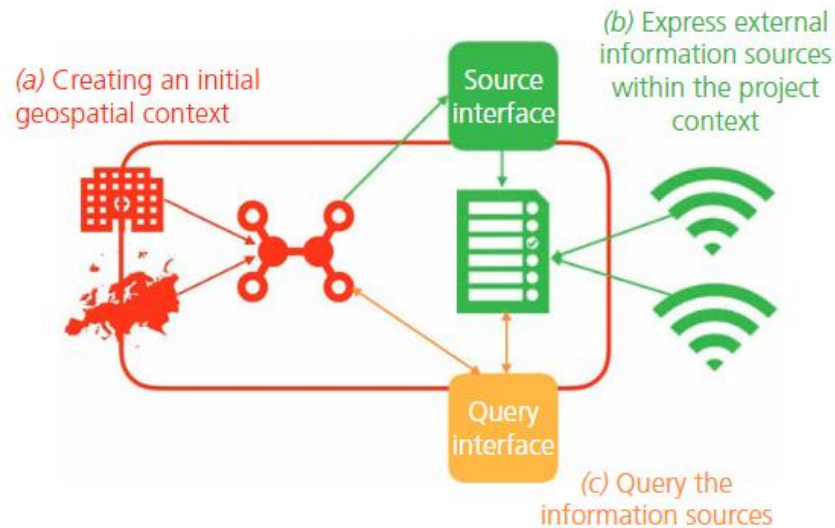 (a) Creating an initial
geospatial context
Source
interface
(b) Express external
information sources
within the project
context
Query
interface
(c) Query the
information sources